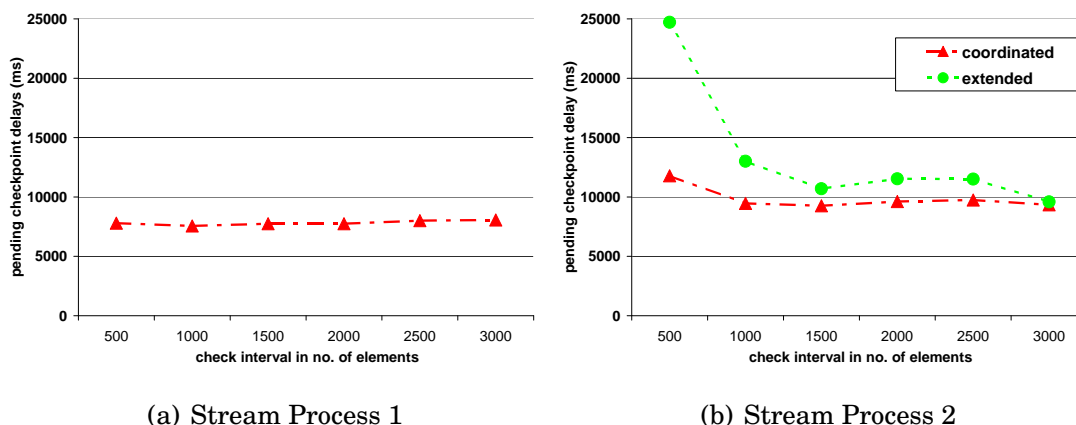 pending checkpoint delays (ms)
25000
20000
15000
10000
5000
0
500 1000 1500 2000 2500 3000
check interval in no. of elements
(a) Stream Process 1
pending checkpoint delay (ms)
25000
20000
15000
10000
5000
0
500 1000 1500 2000 2500 3000
check interval in no. of elements
coordinated
extended
(b) Stream Process 2